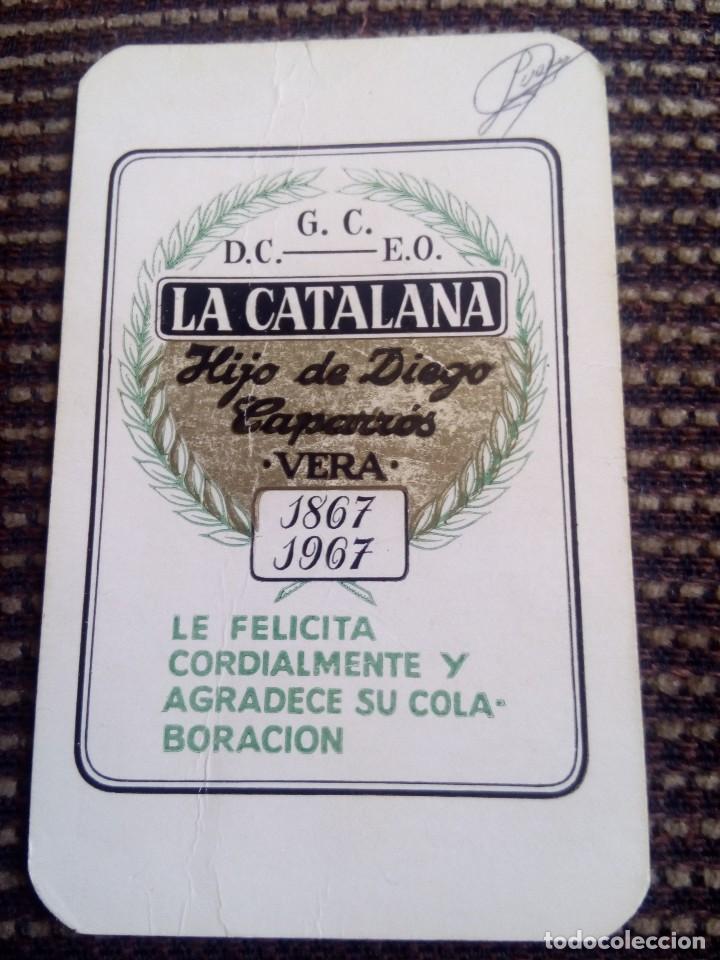 G. C.
D.C. — E.O.
LA CATALANA
Hijo de Diego
Caparrós
· VERA ·
1867
1967
LE FELICITA
CORDIALMENTE Y
AGRADECE SU COLA-
BORACION
todocoleccion